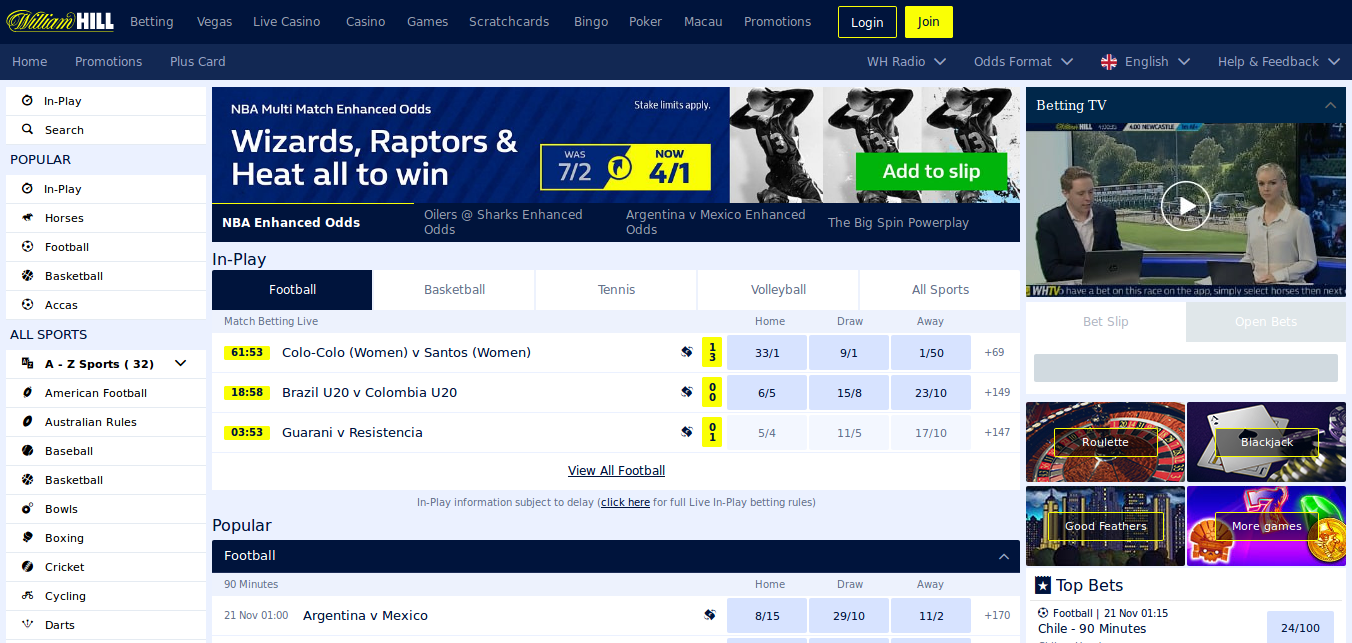 William HILL
Betting
Vegas
Live Casino
Casino
Games
Scratchcards
Bingo
Poker
Macau
Promotions
Login
Join
Home
Promotions
Plus Card
WH Radio
Odds Format
English
Help & Feedback
In-Play
Search
POPULAR
In-Play
Horses
Football
Basketball
Accas
ALL SPORTS
A - Z Sports ( 32)
American Football
Australian Rules
Baseball
Basketball
Bowls
Boxing
Cricket
Cycling
Darts
NBA Multi Match Enhanced Odds
Stake limits apply.
Wizards, Raptors &
Heat all to win
WAS
7/2
NOW
4/1
Add to slip
NBA Enhanced Odds
Oilers @ Sharks Enhanced
Odds
Argentina v Mexico Enhanced
Odds
The Big Spin Powerplay
In-Play
Football
Basketball
Tennis
Volleyball
All Sports
Match Betting Live
Home
Draw
Away
61:53 Colo-Colo (Women) v Santos (Women) 1 3 33/1 9/1 1/50 +69
18:58 Brazil U20 v Colombia U20 0 0 6/5 15/8 23/10 +149
03:53 Guarani v Resistencia 0 1 5/4 11/5 17/10 +147
View All Football
In-Play information subject to delay (click here for full Live In-Play betting rules)
Popular
Football
90 Minutes
Home
Draw
Away
21 Nov 01:00 Argentina v Mexico 8/15 29/10 11/2 +170
Betting TV
William HILL
4.00 NEWCASTLE
WHTV o have a bet on this race on the app, simply select horses then next
Bet Slip
Open Bets
Roulette
Blackjack
Good Feathers
More games
Top Bets
Football | 21 Nov 01:15
Chile - 90 Minutes
24/100